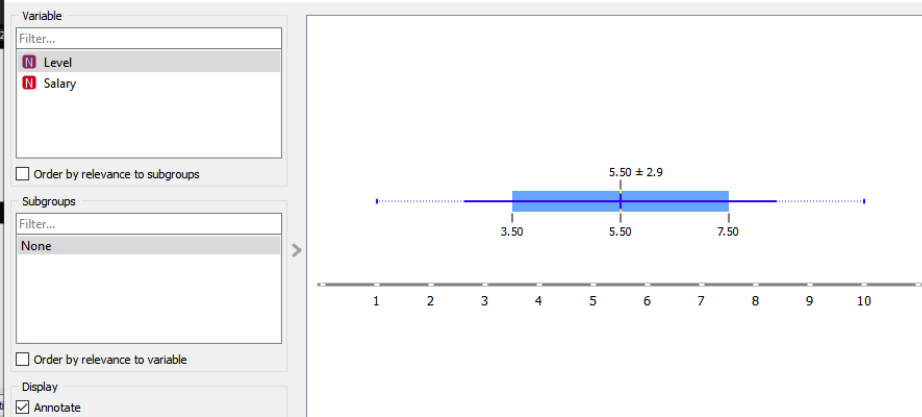 Variable
Filter...
N Level
N Salary
Order by relevance to subgroups
Subgroups
Filter...
None
Order by relevance to variable
Display
Annotate
5.50 ± 2.9
3.50 5.50 7.50
1 2 3 4 5 6 7 8 9 10